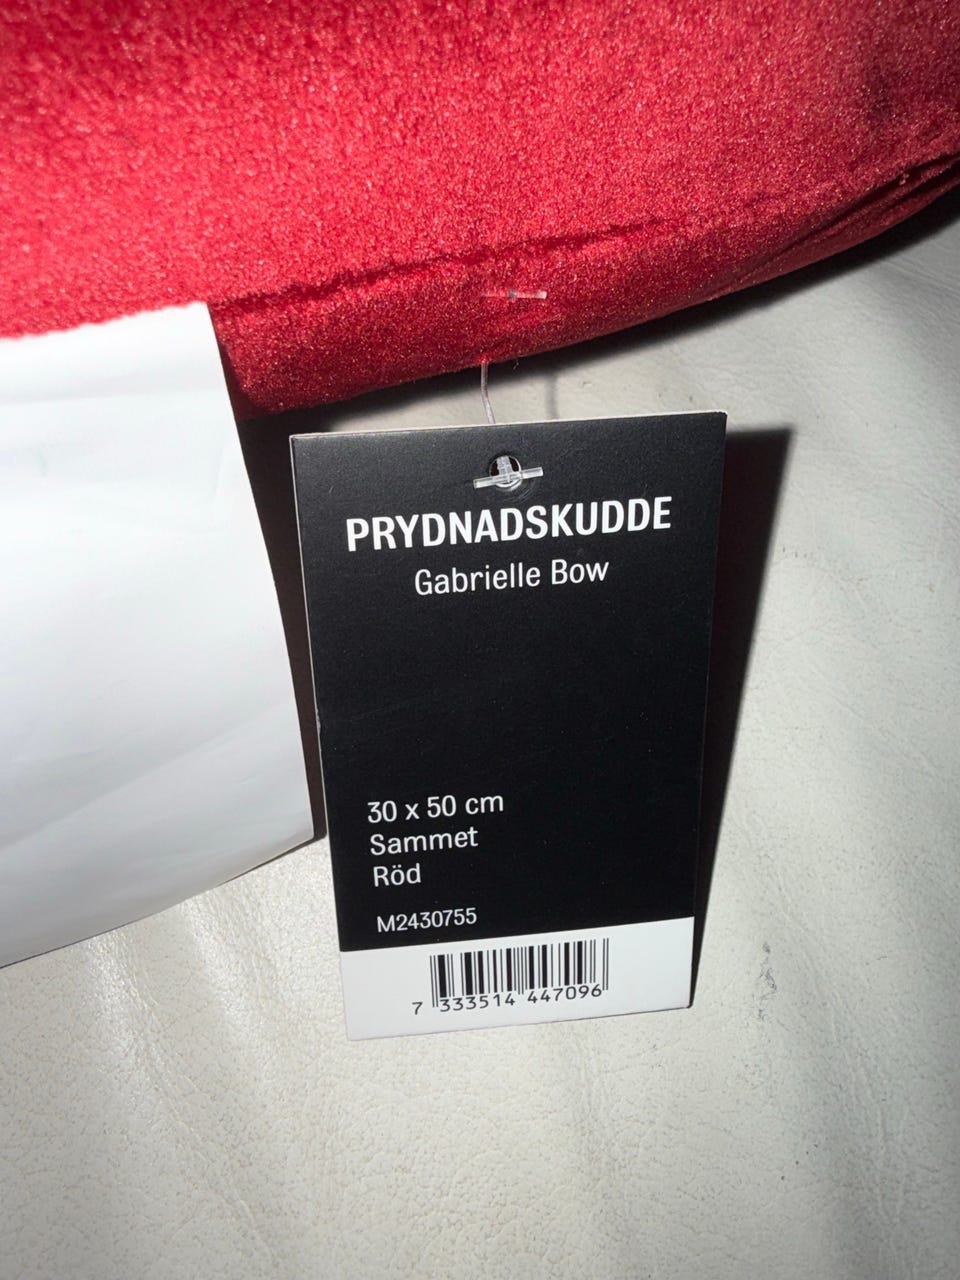 PRYDNADSKUDDE
Gabrielle Bow
30 x 50 cm
Sammet
Röd
M2430755
7 333514 447096